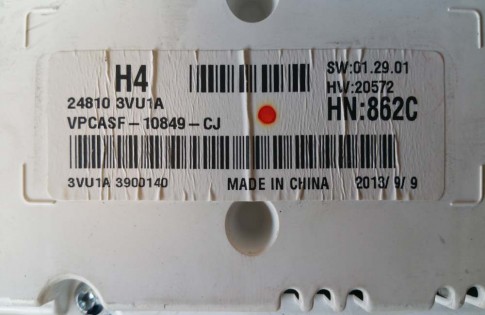 H4
SW:01.29.01
HW:20572
24810 3VU1A
HN:862C
VPCASF-10849-CJ
3VU1A 3900140 MADE IN CHINA 2013/ 9/ 9